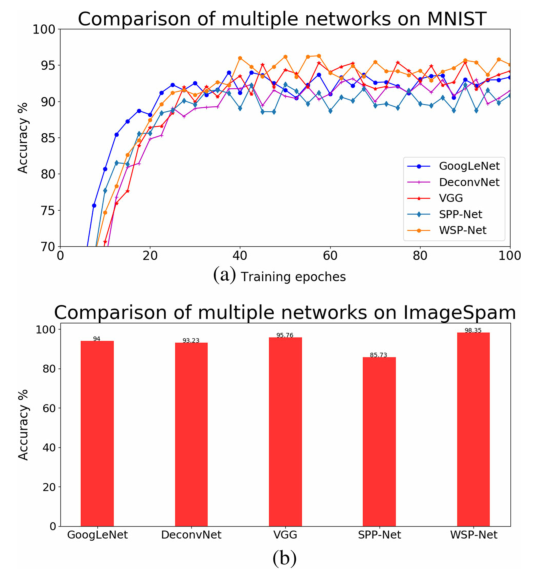 Comparison of multiple networks on MNIST
100
95
90
85
80
75
70
Accuracy %
GoogLeNet
DeconvNet
VGG
SPP-Net
WSP-Net
0 20 40 60 80 100
(a) Training epoches
Comparison of multiple networks on ImageSpam
100
80
60
40
20
0
Accuracy %
94 93.23 95.76 85.73 98.35
GoogLeNet DeconvNet VGG SPP-Net WSP-Net
(b)